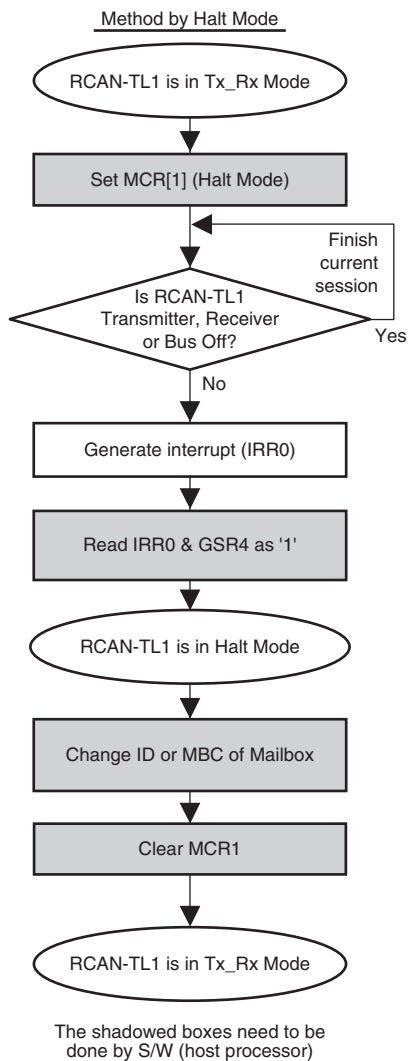 Method by Halt Mode
RCAN-TL1 is in Tx_Rx Mode
Set MCR[1] (Halt Mode)
Finish
current
session
Is RCAN-TL1
Transmitter, Receiver
or Bus Off?
Yes
No
Generate interrupt (IRR0)
Read IRR0 & GSR4 as '1'
RCAN-TL1 is in Halt Mode
Change ID or MBC of Mailbox
Clear MCR1
RCAN-TL1 is in Tx_Rx Mode
The shadowed boxes need to be
done by S/W (host processor)